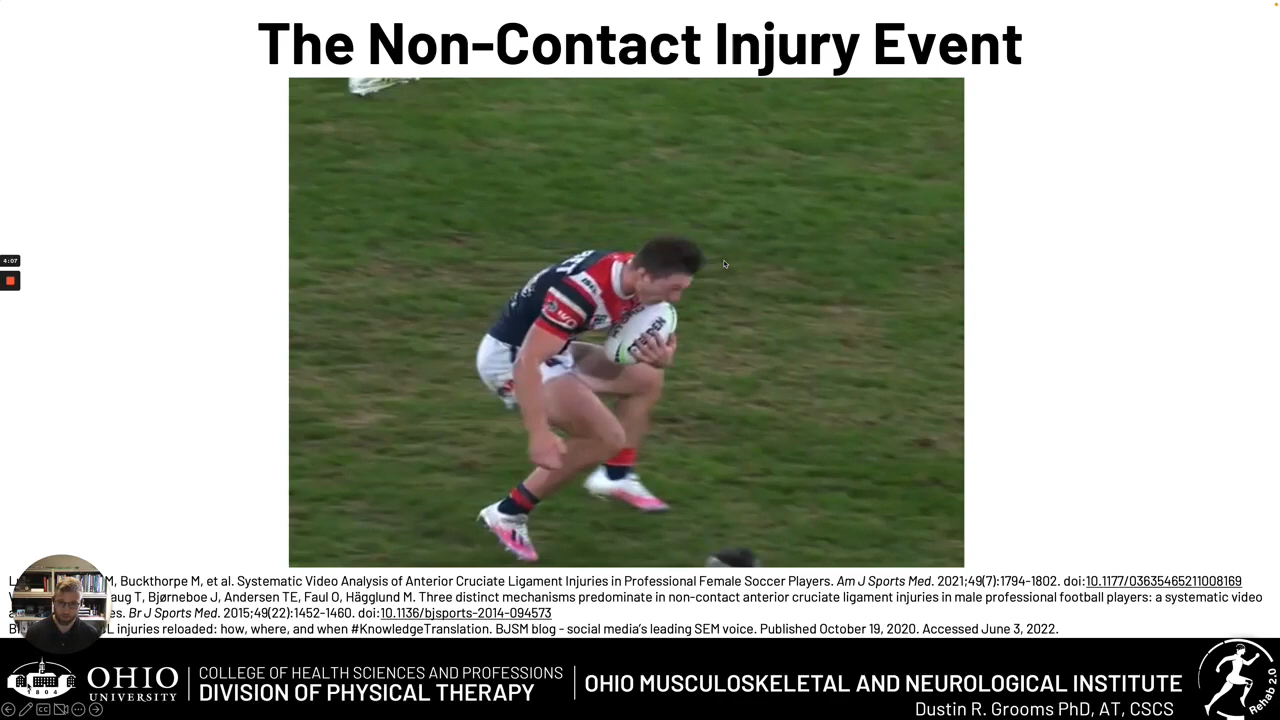 The Non-Contact Injury Event
4:07
M, Buckthorpe M, et al. Systematic Video Analysis of Anterior Cruciate Ligament Injuries in Professional Female Soccer Players. Am J Sports Med. 2021;49(7):1794-1802. doi:10.1177/03635465211008169
aug T, Bjørneboe J, Andersen TE, Faul O, Hägglund M. Three distinct mechanisms predominate in non-contact anterior cruciate ligament injuries in male professional football players: a systematic video
es. Br J Sports Med. 2015;49(22):1452-1460. doi:10.1136/bjsports-2014-094573
L injuries reloaded: how, where, and when #KnowledgeTranslation. BJSM blog - social media's leading SEM voice. Published October 19, 2020. Accessed June 3, 2022.
1804
OHIO
UNIVERSITY
COLLEGE OF HEALTH SCIENCES AND PROFESSIONS
DIVISION OF PHYSICAL THERAPY
OHIO MUSCULOSKELETAL AND NEUROLOGICAL INSTITUTE
Dustin R. Grooms PhD, AT, CSCS
Rehab 2.0
CC